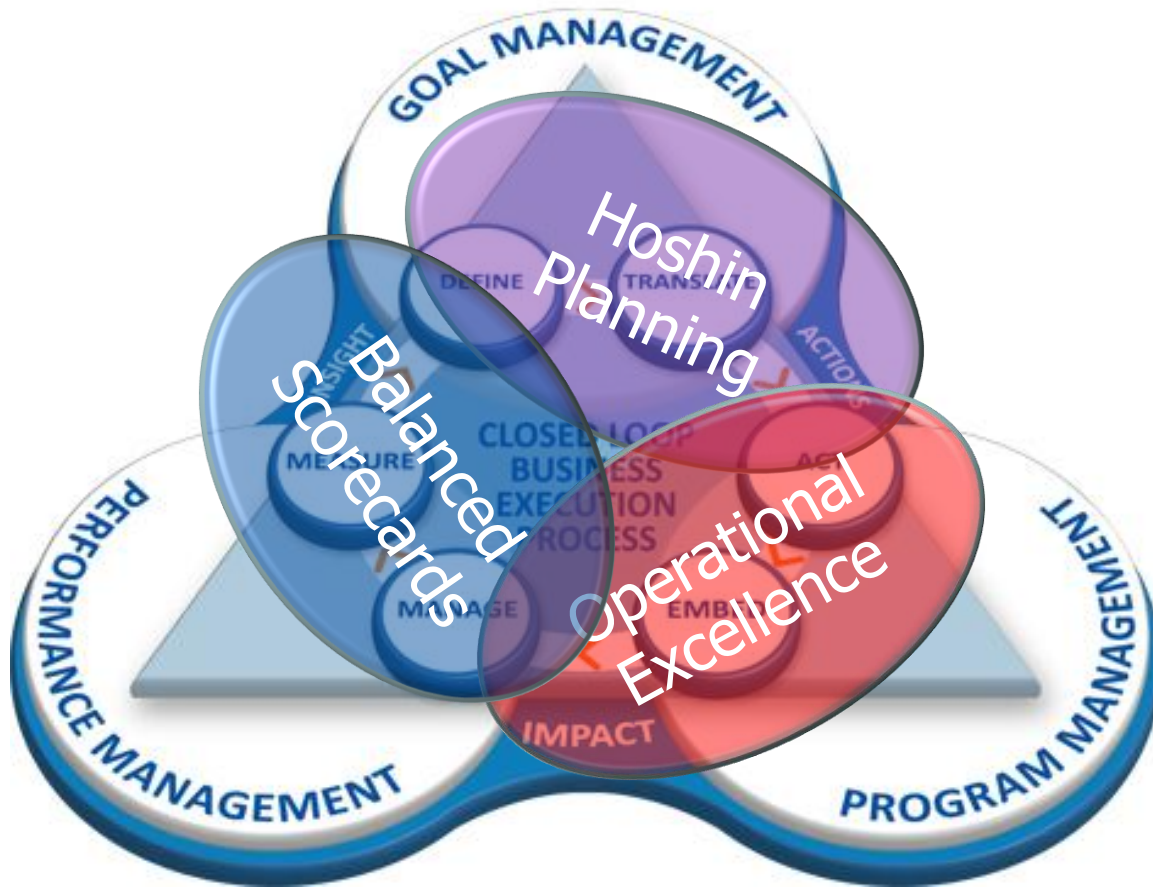 GOAL MANAGEMENT
Hoshin
Planning
DEFINE
TRANSLATE
INSIGHT
ACTIONS
Balanced
Scorecards
CLOSED LOOP
BUSINESS
EXECUTION
PROCESS
MEASURE
ACT
MANAGE
EMBED
Operational
Excellence
IMPACT
PERFORMANCE MANAGEMENT
PROGRAM MANAGEMENT